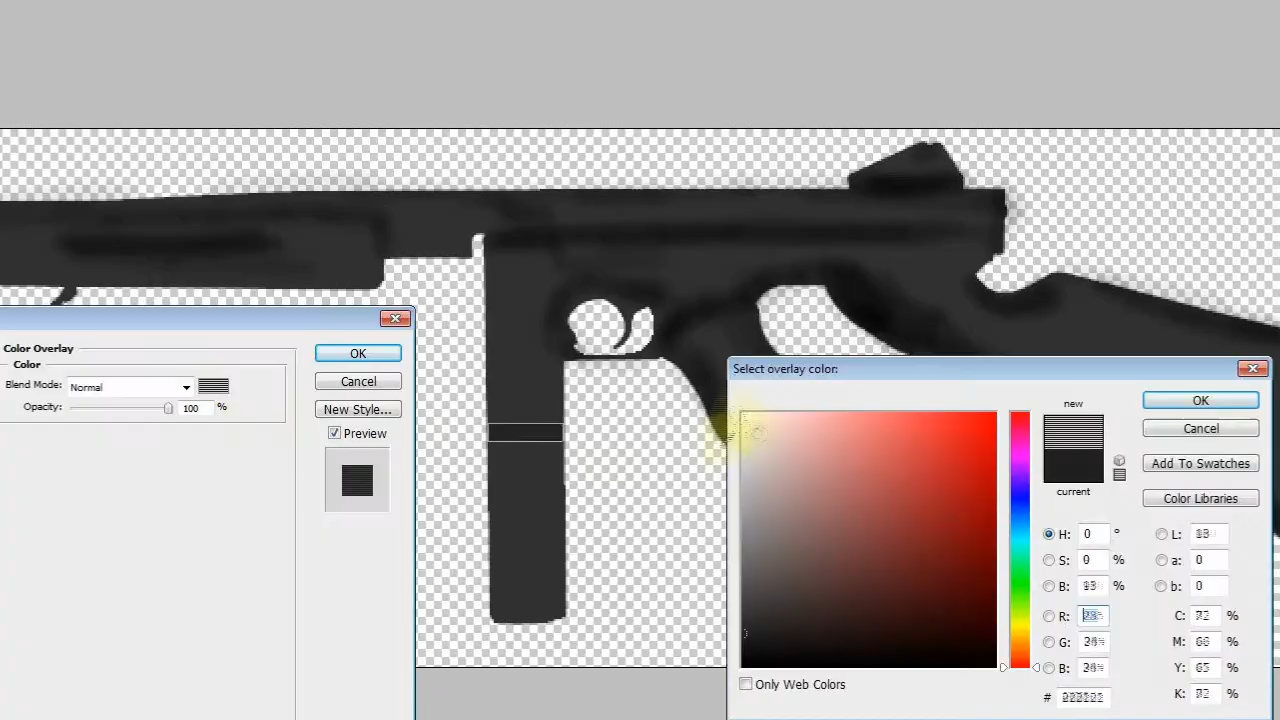 Color Overlay
Color
Blend Mode: Normal
Opacity: 100 %
OK
Cancel
New Style...
Preview
Select overlay color:
new
current
OK
Cancel
Add To Swatches
Color Libraries
H: 0 °
S: 0 %
B: %
R:
G:
B:
L:
a: 0
b: 0
C: %
M: %
Y: %
K: %
#
Only Web Colors